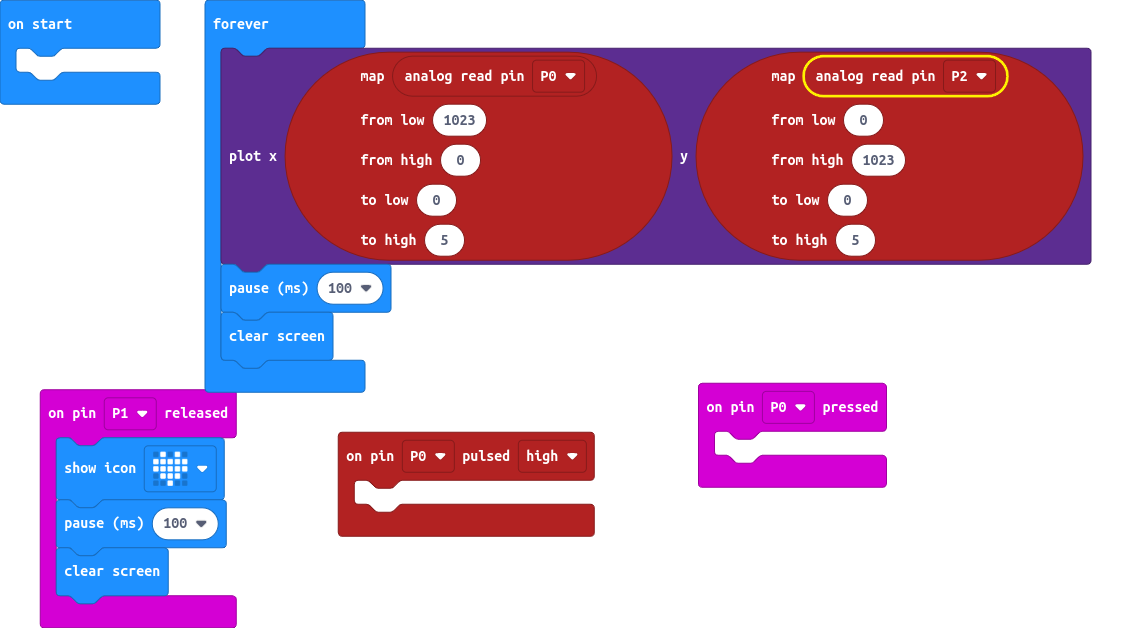 on start
forever
plot x
map analog read pin P0
from low 1023
from high 0
to low 0
to high 5
y
map analog read pin P2
from low 0
from high 1023
to low 0
to high 5
pause (ms) 100
clear screen
on pin P1 released
show icon
pause (ms) 100
clear screen
on pin P0 pulsed high
on pin P0 pressed